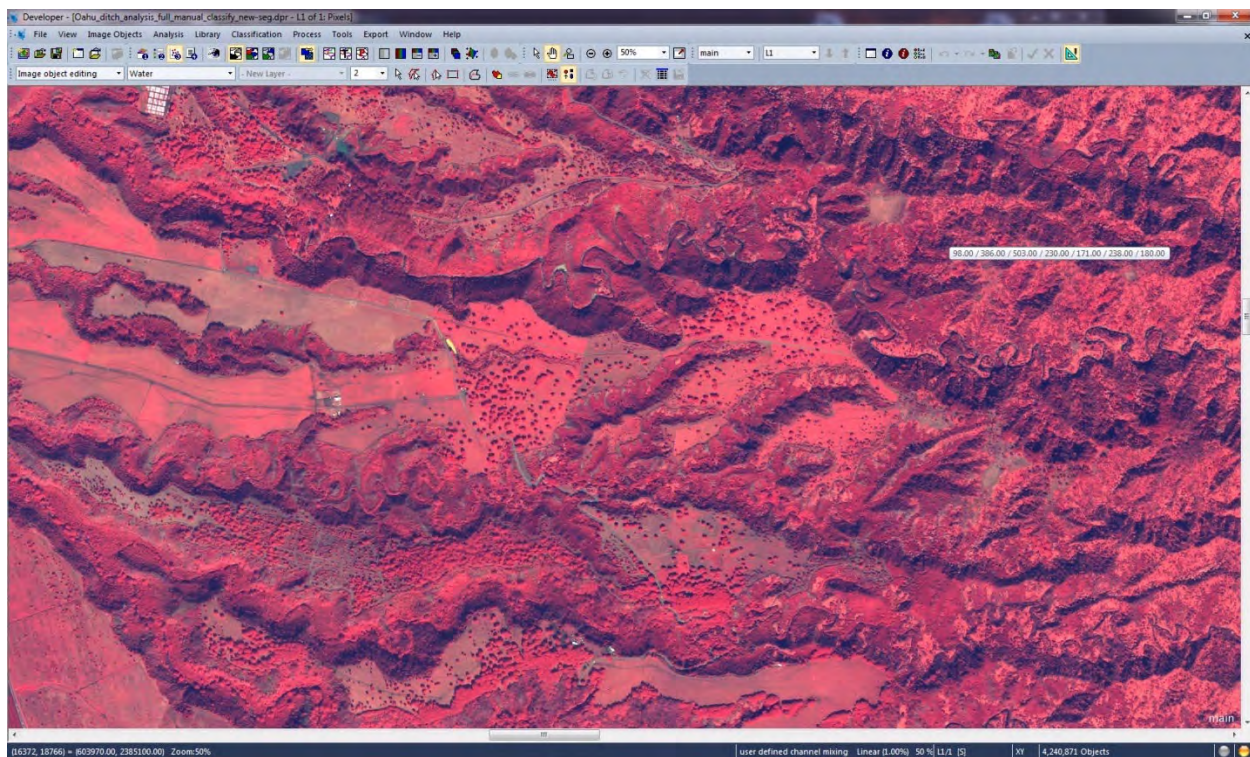 Developer - [Oahu_ditch_analysis_full_manual_classify_new-seg.dpr - L1 of 1: Pixels]
File View Image Objects Analysis Library Classification Process Tools Export Window Help
50% main L1
Image object editing Water - New Layer - 2
98.00 / 386.00 / 503.00 / 230.00 / 171.00 / 238.00 / 180.00
main
(16372, 18766) = (603970.00, 2385100.00) Zoom:50% user defined channel mixing Linear (1.00%) 50 % L1/1 [S] XY 4,240,871 Objects